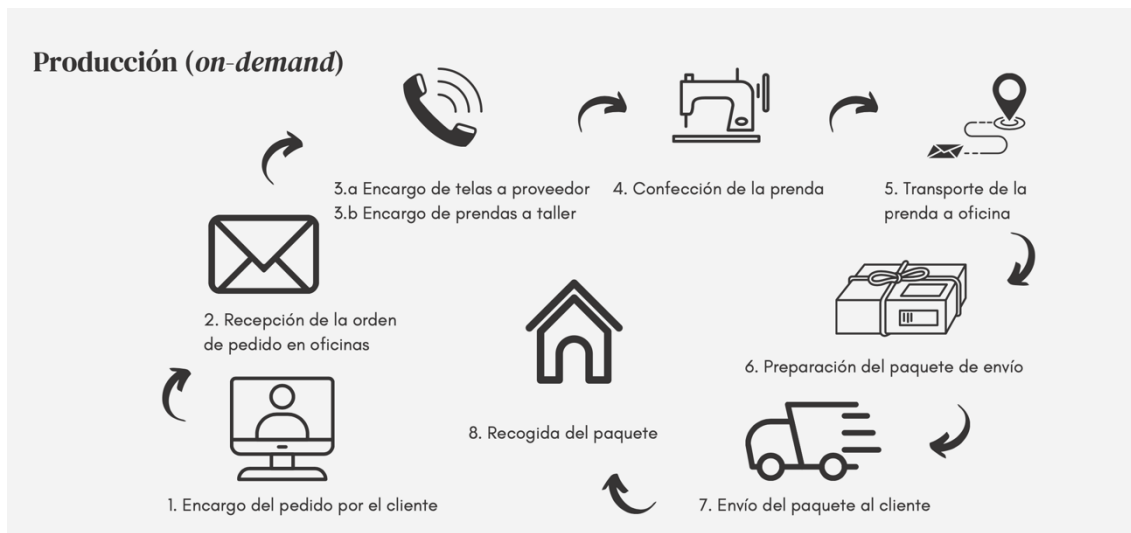 Producción (on-demand)
3.a Encargo de telas a proveedor
3.b Encargo de prendas a taller
4. Confección de la prenda
5. Transporte de la
prenda a oficina
2. Recepción de la orden
de pedido en oficinas
6. Preparación del paquete de envío
8. Recogida del paquete
1. Encargo del pedido por el cliente
7. Envío del paquete al cliente